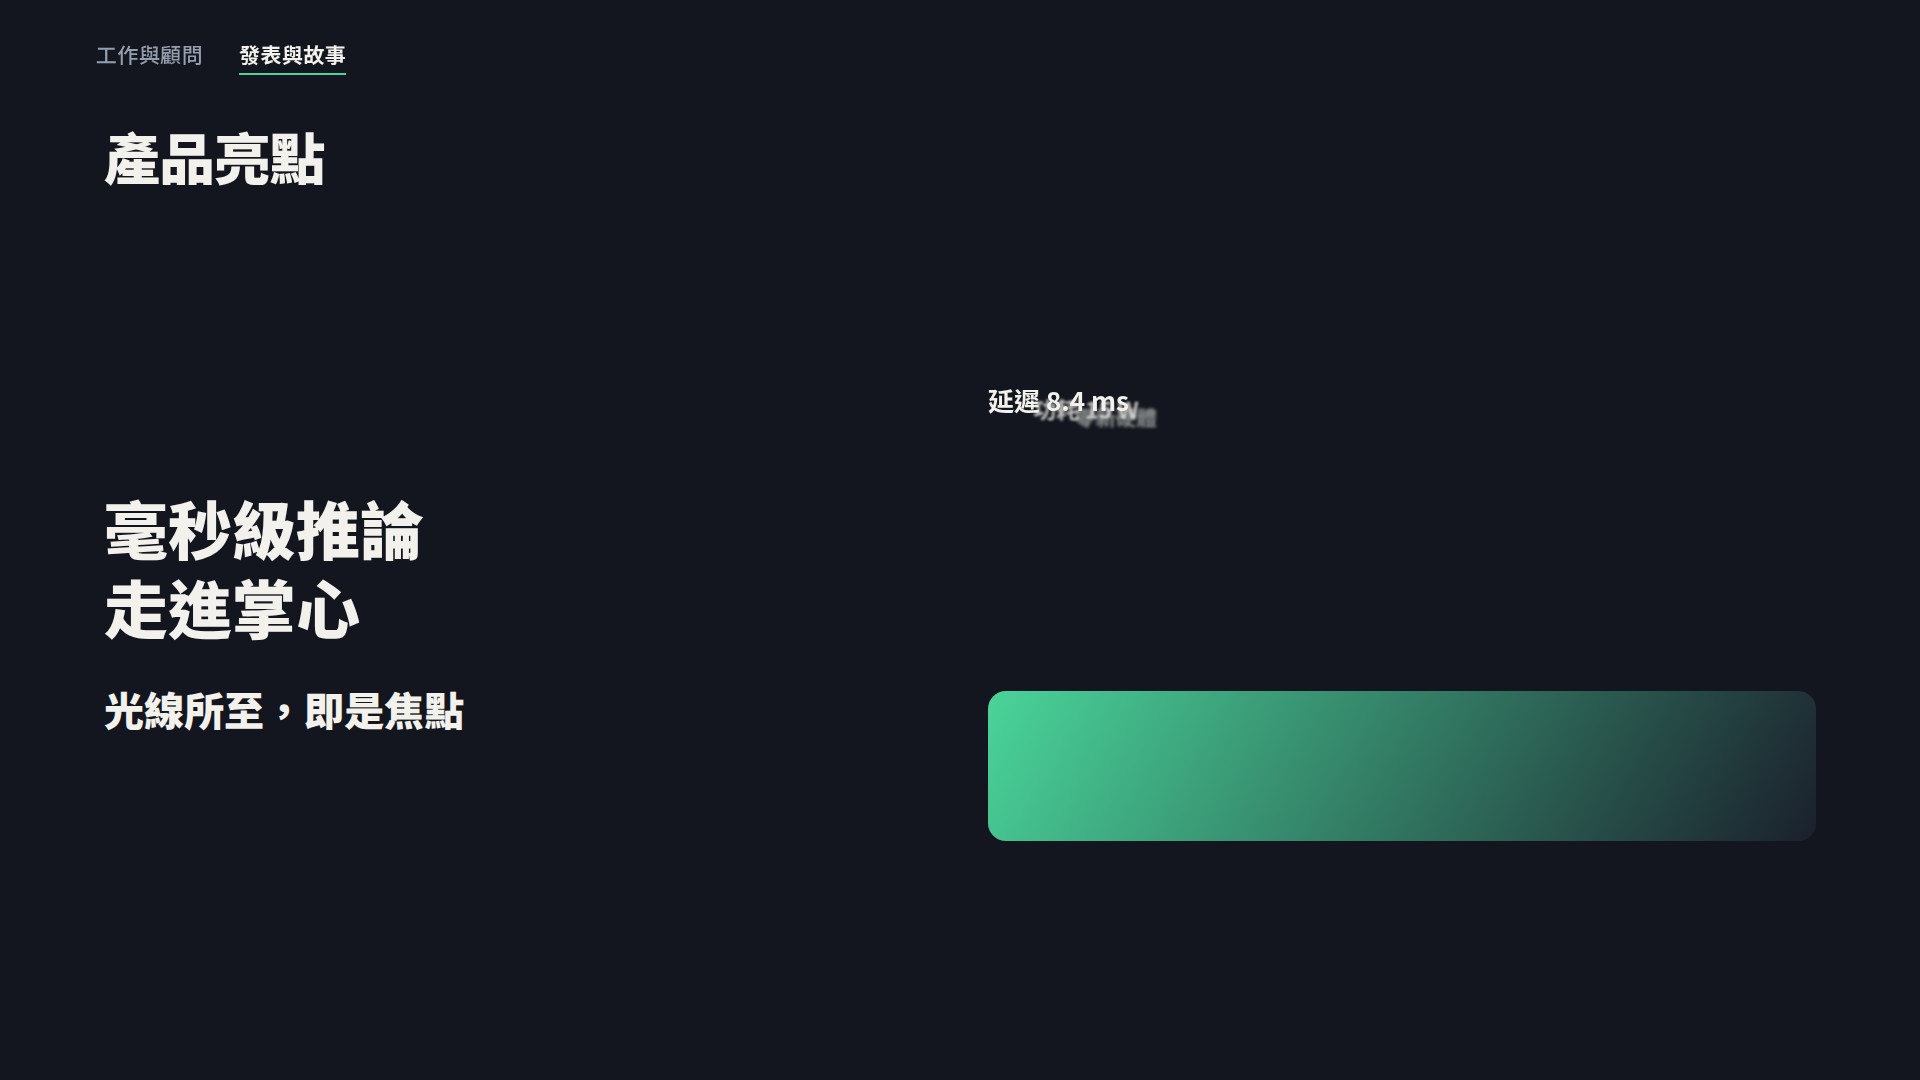 工作與顧問
發表與故事
產品亮點
延遲 8.4 ms
毫秒級推論
走進掌心
光線所至，即是焦點